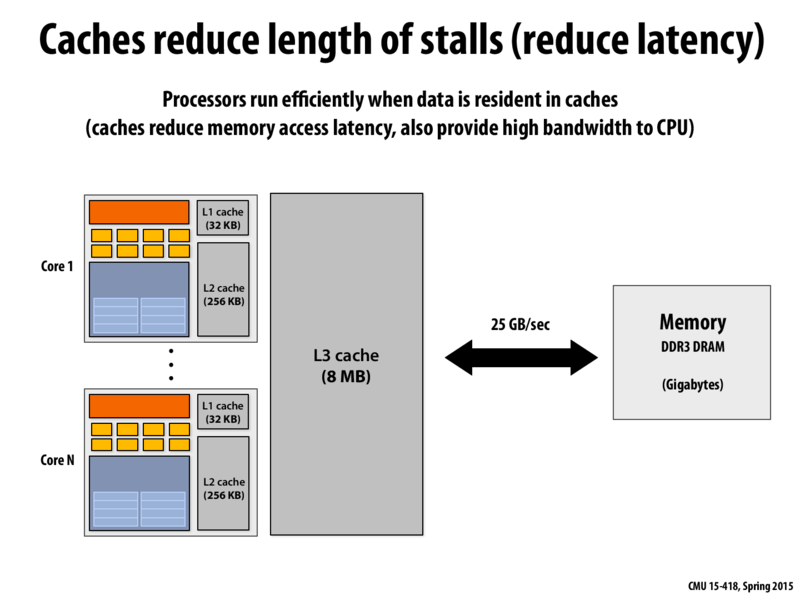 Caches reduce length of stalls (reduce latency)
Processors run efficiently when data is resident in caches
(caches reduce memory access latency, also provide high bandwidth to CPU)
Core 1
L1 cache
(32 KB)
L2 cache
(256 KB)
Core N
L1 cache
(32 KB)
L2 cache
(256 KB)
L3 cache
(8 MB)
25 GB/sec
Memory
DDR3 DRAM
(Gigabytes)
CMU 15-418, Spring 2015